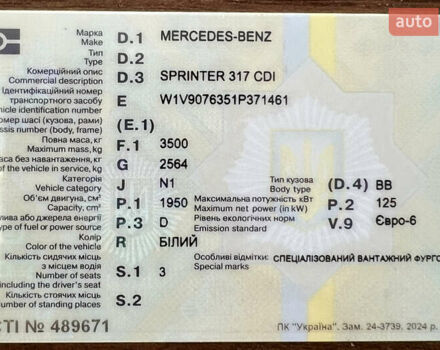 auto
Марка D.1 MERCEDES-BENZ
Make
Тип D.2
Type
Комерційний опис D.3 SPRINTER 317 CDI
Commercial description
Ідентифікаційний номер
транспортного засобу E W1V9076351P371461
vehicle identification number
номер шасі (кузова, рами) (E.1)
chassis number (body, frame)
Повна маса, кг F.1 3500
Maximum mass, kg
маса без навантаження, кг G 2564
of the vehicle in service, kg
Категорія J N1 Тип кузова (D.4) BB
Vehicle category Body type
Об'єм двигуна, см³ P.1 1950 Максимальна потужність кВт P.2 125
Capacity, cm³ Maximum net power (in kW)
палива або джерела енергії P.3 D Рівень екологічних норм V.9 Євро-6
Type of fuel or power source Emission standard
Колір R БІЛИЙ Особливі відмітки: СПЕЦІАЛІЗОВАНИЙ ВАНТАЖНИЙ ФУРГО
Color of the vehicle Special marks
Кількість сидячих місць
з місцем водія S.1 3
Number of seats
including the driver's seat
Кількість стоячих місць S.2
Number of standing places
СТІ № 489671
ПК "Україна". Зам. 24-3739. 2024 р.